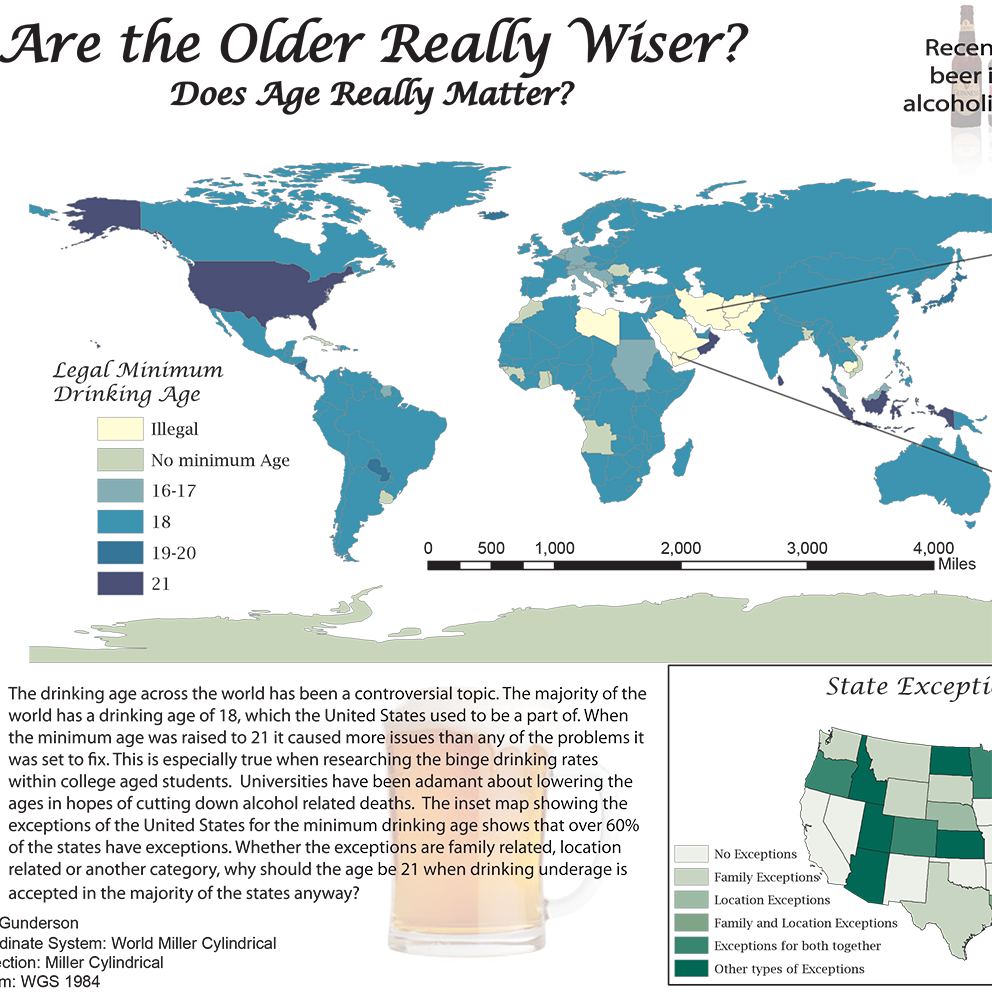 Are the Older Really Wiser?
Does Age Really Matter?
Recen
beer i
alcoholi
Legal Minimum
Drinking Age
Illegal
No minimum Age
16-17
18
19-20
21
0 500 1,000 2,000 3,000 4,000
Miles
The drinking age across the world has been a controversial topic. The majority of the
world has a drinking age of 18, which the United States used to be a part of. When
the minimum age was raised to 21 it caused more issues than any of the problems it
was set to fix. This is especially true when researching the binge drinking rates
within college aged students. Universities have been adamant about lowering the
ages in hopes of cutting down alcohol related deaths. The inset map showing the
exceptions of the United States for the minimum drinking age shows that over 60%
of the states have exceptions. Whether the exceptions are family related, location
related or another category, why should the age be 21 when drinking underage is
accepted in the majority of the states anyway?
Gunderson
dinate System: World Miller Cylindrical
ection: Miller Cylindrical
m: WGS 1984
State Excepti
No Exceptions
Family Exceptions
Location Exceptions
Family and Location Exceptions
Exceptions for both together
Other types of Exceptions